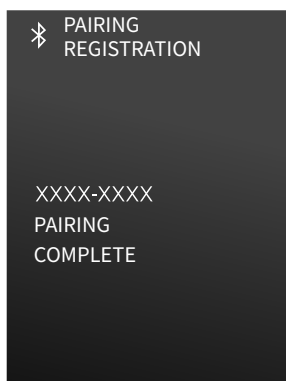 PAIRING
REGISTRATION
XXXX-XXXX
PAIRING
COMPLETE